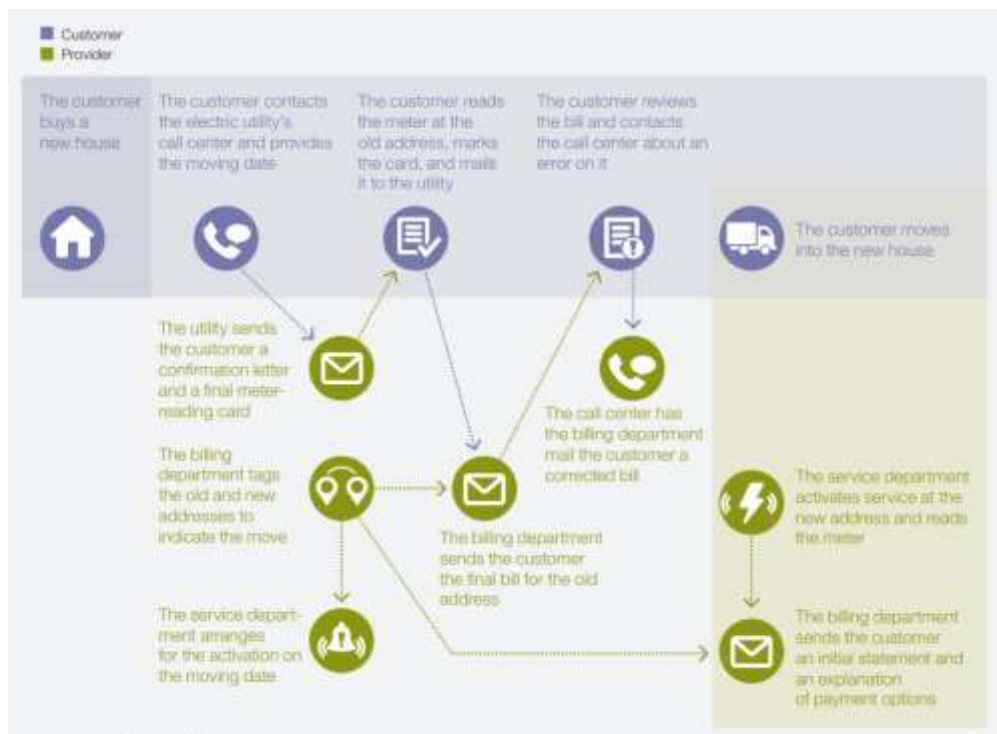 Customer
Provider
The customer
buys a
new house
The customer contacts
the electric utility's
call center and provides
the moving date
The customer reads
the meter at the
old address, marks
the card, and mails
it to the utility
The customer reviews
the bill and contacts
the call center about an
error on it
The customer moves
into the new house
The utility sends
the customer a
confirmation letter
and a final meter-
reading card
The call center has
the billing department
mail the customer a
corrected bill
The billing
department tags
the old and new
addresses to
indicate the move
The billing department
sends the customer
the final bill for the old
address
The service department
activates service at the
new address and reads
the meter
The service depart-
ment arranges
for the activation on
the moving date
The billing department
sends the customer
an initial statement and
an explanation
of payment options